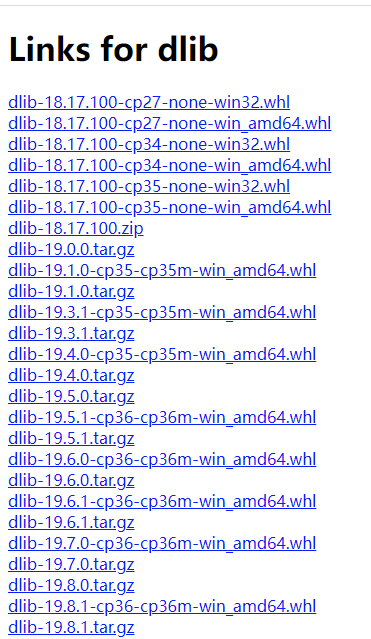 Links for dlib
dlib-18.17.100-cp27-none-win32.whl
dlib-18.17.100-cp27-none-win_amd64.whl
dlib-18.17.100-cp34-none-win32.whl
dlib-18.17.100-cp34-none-win_amd64.whl
dlib-18.17.100-cp35-none-win32.whl
dlib-18.17.100-cp35-none-win_amd64.whl
dlib-18.17.100.zip
dlib-19.0.0.tar.gz
dlib-19.1.0-cp35-cp35m-win_amd64.whl
dlib-19.1.0.tar.gz
dlib-19.3.1-cp35-cp35m-win_amd64.whl
dlib-19.3.1.tar.gz
dlib-19.4.0-cp35-cp35m-win_amd64.whl
dlib-19.4.0.tar.gz
dlib-19.5.0.tar.gz
dlib-19.5.1-cp36-cp36m-win_amd64.whl
dlib-19.5.1.tar.gz
dlib-19.6.0-cp36-cp36m-win_amd64.whl
dlib-19.6.0.tar.gz
dlib-19.6.1-cp36-cp36m-win_amd64.whl
dlib-19.6.1.tar.gz
dlib-19.7.0-cp36-cp36m-win_amd64.whl
dlib-19.7.0.tar.gz
dlib-19.8.0.tar.gz
dlib-19.8.1-cp36-cp36m-win_amd64.whl
dlib-19.8.1.tar.gz